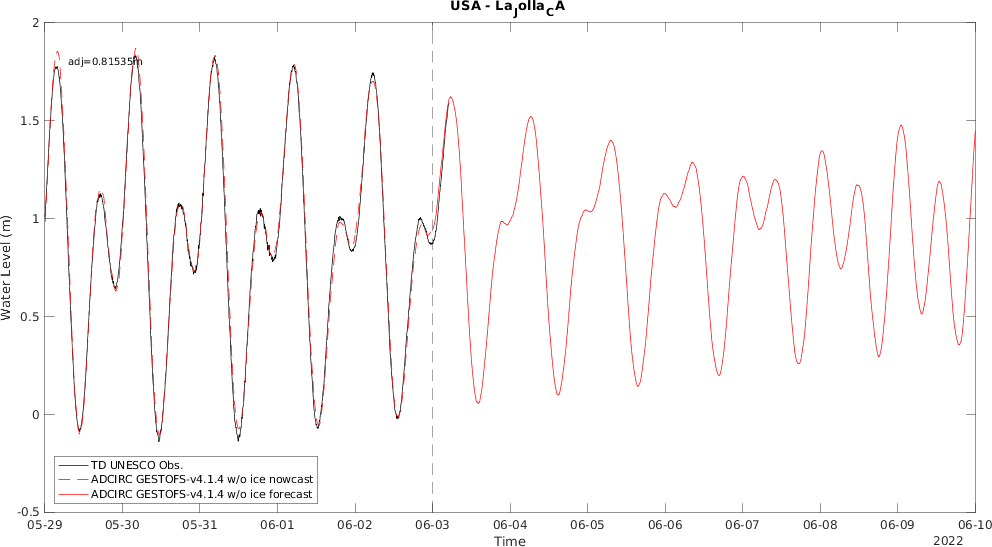 USA - LaJollaCA
adj=0.81535m
2
1.5
1
0.5
0
-0.5
Water Level (m)
TD UNESCO Obs.
ADCIRC GESTOFS-v4.1.4 w/o ice nowcast
ADCIRC GESTOFS-v4.1.4 w/o ice forecast
05-29 05-30 05-31 06-01 06-02 06-03 06-04 06-05 06-06 06-07 06-08 06-09 06-10
Time
2022